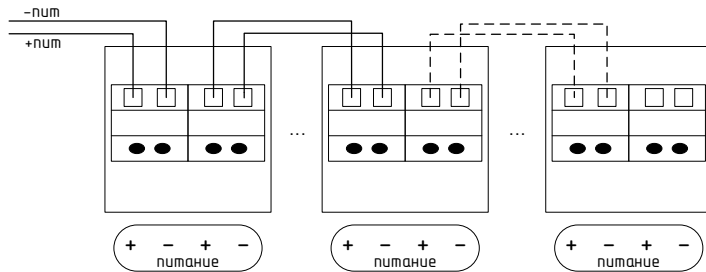 -пит
+пит
... ...
+ - + -
питание
+ - + -
питание
+ - + -
питание